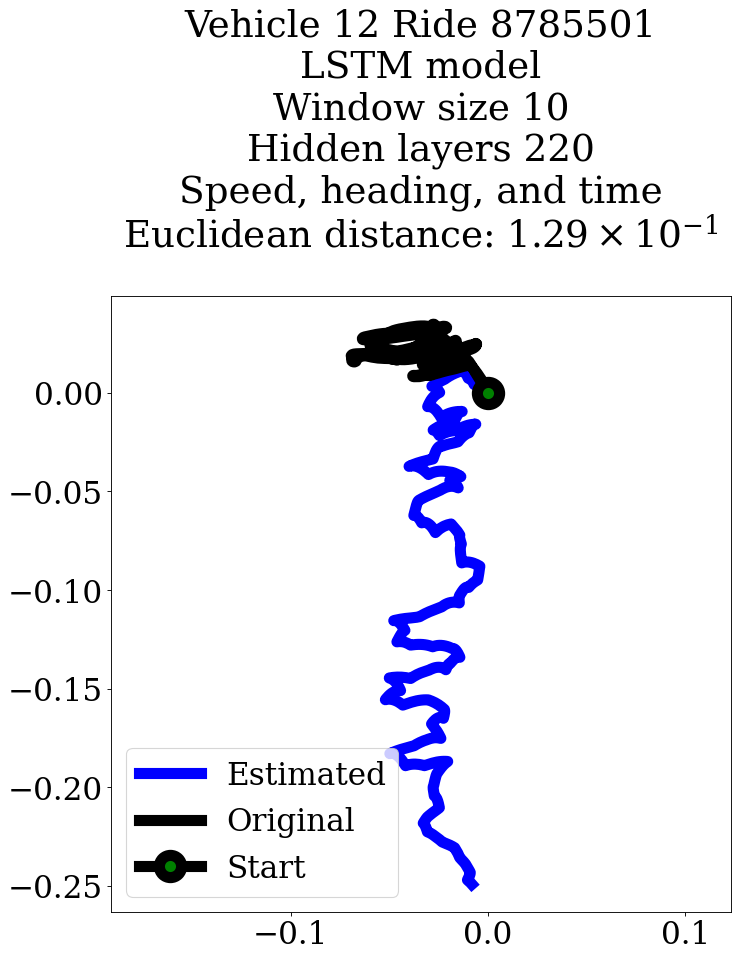 Vehicle 12 Ride 8785501
LSTM model
Window size 10
Hidden layers 220
Speed, heading, and time
Euclidean distance: 1.29 × 10⁻¹
0.00
−0.05
−0.10
−0.15
−0.20
−0.25
Estimated
Original
Start
−0.1
0.0
0.1